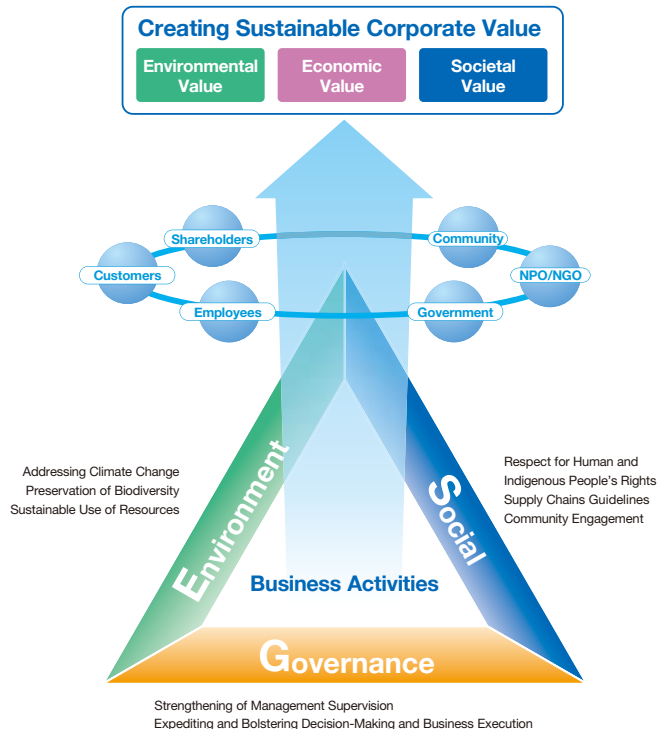 Creating Sustainable Corporate Value
Environmental
Value
Economic
Value
Societal
Value
Shareholders
Community
Customers
NPO/NGO
Employees
Government
Addressing Climate Change
Preservation of Biodiversity
Sustainable Use of Resources
Environment
Social
Respect for Human and
Indigenous People's Rights
Supply Chains Guidelines
Community Engagement
Business Activities
Governance
Strengthening of Management Supervision
Expediting and Bolstering Decision-Making and Business Execution